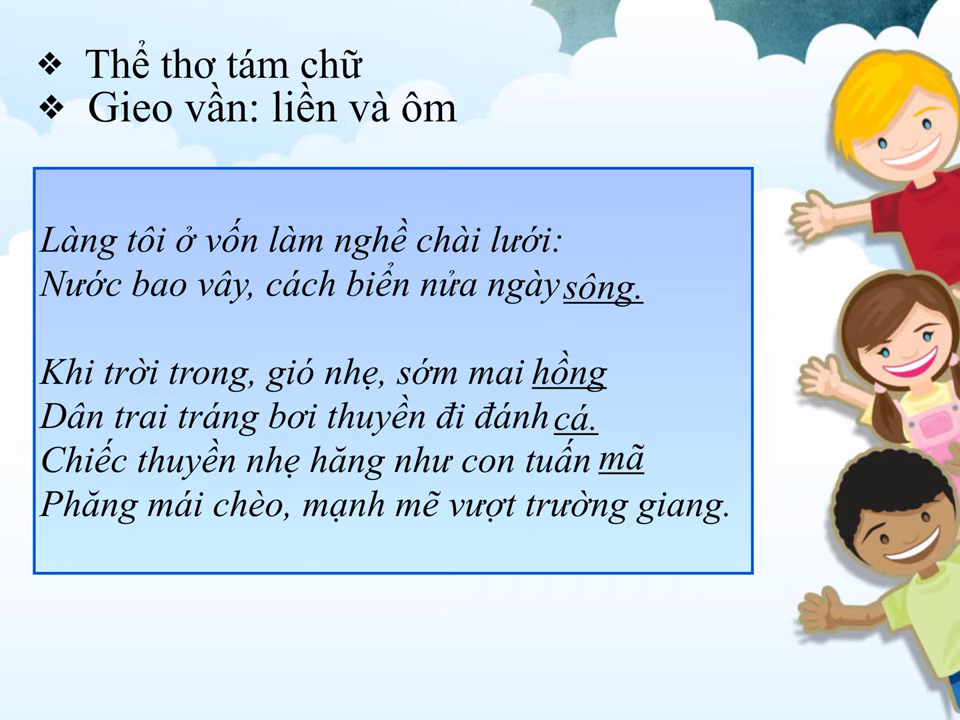 ❖ Thể thơ tám chữ
❖ Gieo vần: liền và ôm
Làng tôi ở vốn làm nghề chài lưới:
Nước bao vây, cách biển nửa ngày sông.
Khi trời trong, gió nhẹ, sớm mai hồng
Dân trai tráng bơi thuyền đi đánh cá.
Chiếc thuyền nhẹ hăng như con tuấn mã
Phăng mái chèo, mạnh mẽ vượt trường giang.